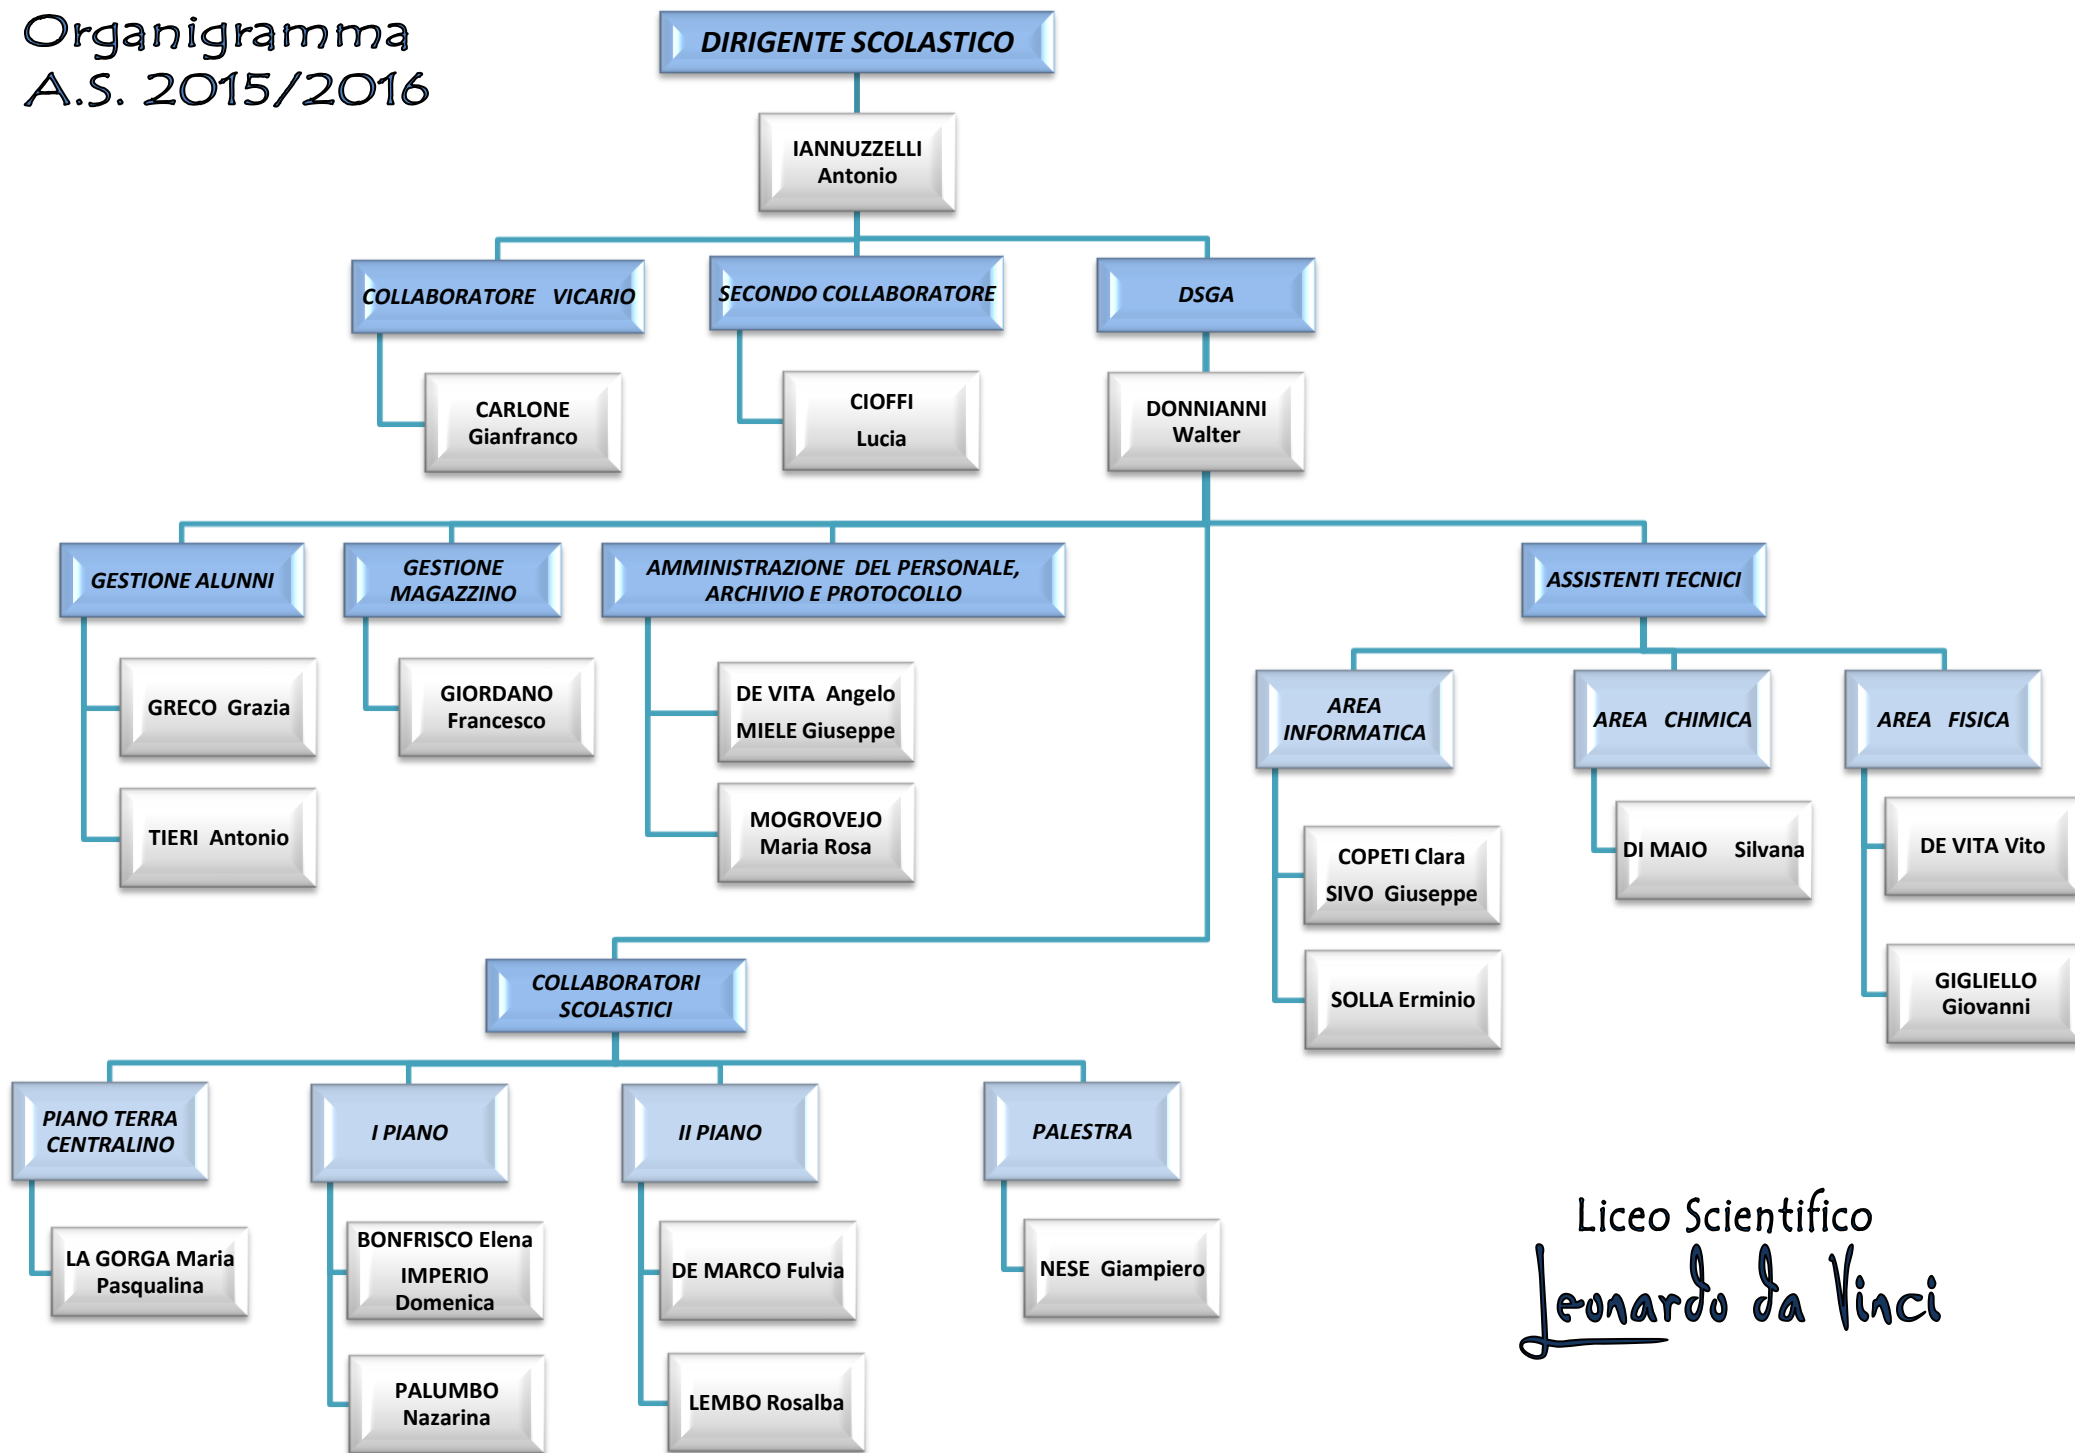 Organigramma
A.S. 2015/2016
DIRIGENTE SCOLASTICO
IANNUZZELLI
Antonio
COLLABORATORE VICARIO
SECONDO COLLABORATORE
DSGA
CARLONE
Gianfranco
CIOFFI
Lucia
DONNIANNI
Walter
GESTIONE ALUNNI
GESTIONE
MAGAZZINO
AMMINISTRAZIONE DEL PERSONALE,
ARCHIVIO E PROTOCOLLO
ASSISTENTI TECNICI
GRECO Grazia
TIERI Antonio
GIORDANO
Francesco
DE VITA Angelo
MIELE Giuseppe
MOGROVEJO
Maria Rosa
AREA
INFORMATICA
AREA CHIMICA
AREA FISICA
COPETI Clara
SIVO Giuseppe
SOLLA Erminio
DI MAIO Silvana
DE VITA Vito
GIGLIELLO
Giovanni
COLLABORATORI
SCOLASTICI
PIANO TERRA
CENTRALINO
I PIANO
II PIANO
PALESTRA
LA GORGA Maria
Pasqualina
BONFRISCO Elena
IMPERIO
Domenica
PALUMBO
Nazarina
DE MARCO Fulvia
LEMBO Rosalba
NESE Giampiero
Liceo Scientifico
Leonardo da Vinci